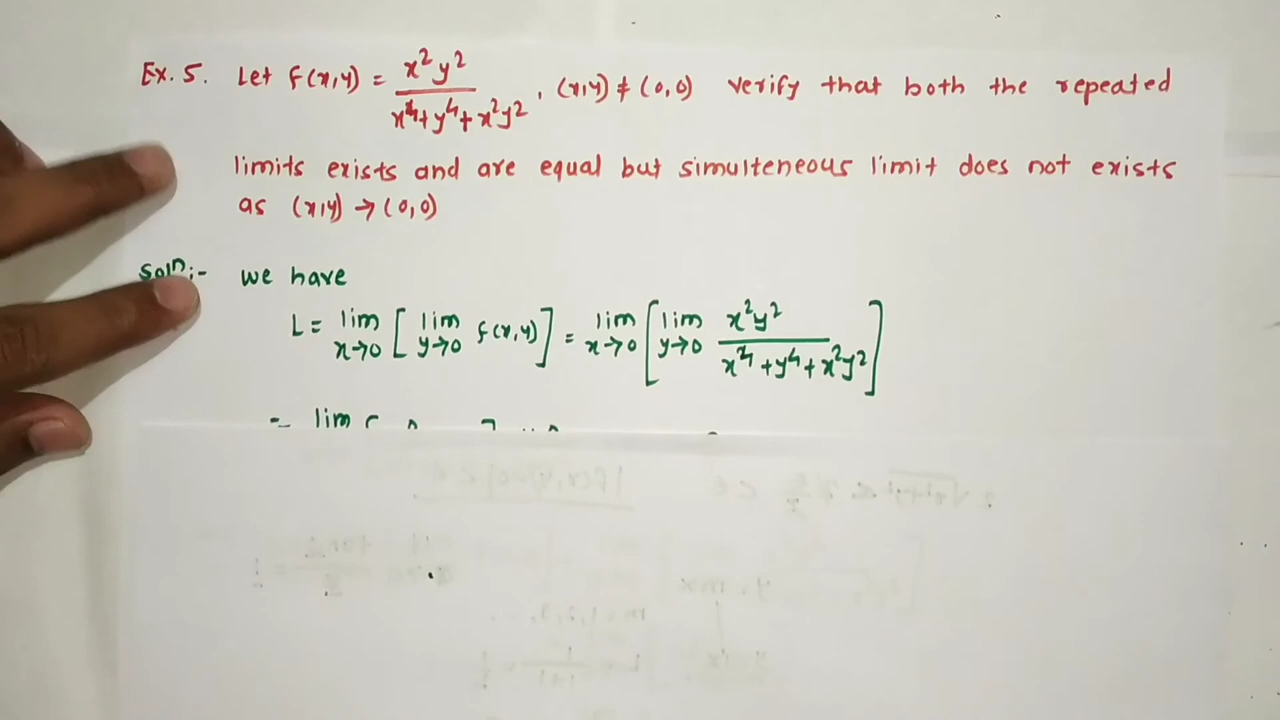 Ex. 5. Let f(x,y) = x²y² / x⁴+y⁴+x²y² , (x,y) ≠ (0,0) verify that both the repeated
limits exists and are equal but simulteneous limit does not exists
as (x,y) → (0,0)
Solⁿ:- we have
L = lim x→0 [ lim y→0 f(x,y) ] = lim x→0 [ lim y→0 x²y² / x⁴+y⁴+x²y² ]
= lim